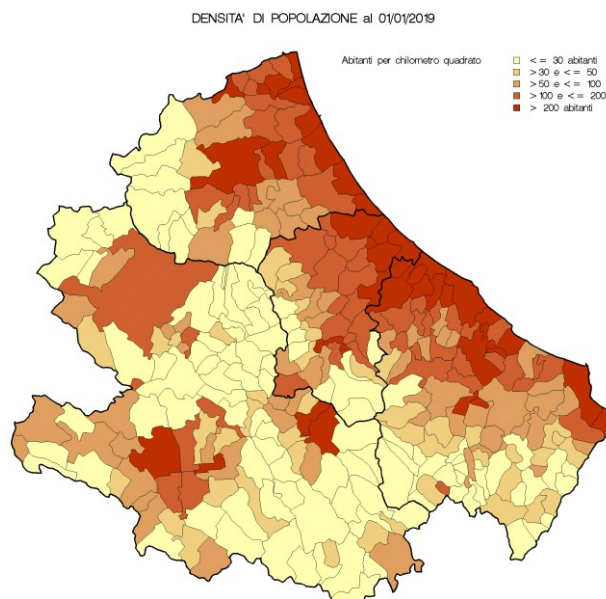 DENSITA' DI POPOLAZIONE al 01/01/2019
Abitanti per chilometro quadrato
<= 30 abitanti
>30 e <= 50
>50 e <= 100
>100 e <= 200
> 200 abitanti